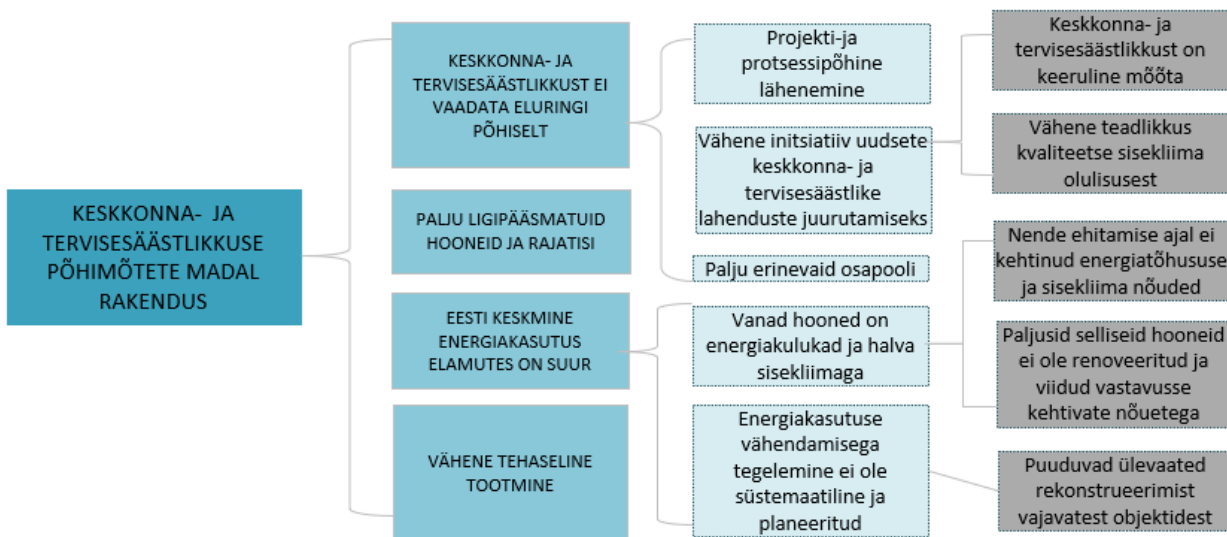 KESKKONNA- JA
TERVISESÄÄSTLIKKUSE
PÕHIMÕTETE MADAL
RAKENDUS
KESKKONNA- JA
TERVISESÄÄSTLIKKUST EI
VAADATA ELURINGI
PÕHISELT
PALJU LIGIPÄÄSMATUID
HOONEID JA RAJATISI
EESTI KESKMINE
ENERGIAKASUTUS
ELAMUTES ON SUUR
VÄHENE TEHASELINE
TOOTMINE
Projekti-ja
protsessipõhine
lähenemine
Vähene initsiatiiv uudsete
keskkonna- ja
tervisesäästlike
lahenduste juurutamiseks
Palju erinevaid osapooli
Vanad hooned on
energiakulukad ja halva
sisekliimaga
Energiakasutuse
vähendamisega
tegelemine ei ole
süstemaatiline ja
planeeritud
Keskkonna- ja
tervisesäästlikkust on
keeruline mõõta
Vähene teadlikkus
kvaliteetse sisekliima
olulisusest
Nende ehitamise ajal ei
kehtinud energiatõhususe
ja sisekliima nõuded
Paljusid selliseid hooneid
ei ole renoveeritud ja
viidud vastavusse
kehtivate nõuetega
Puuduvad ülevaated
rekonstrueerimist
vajavatest objektidest